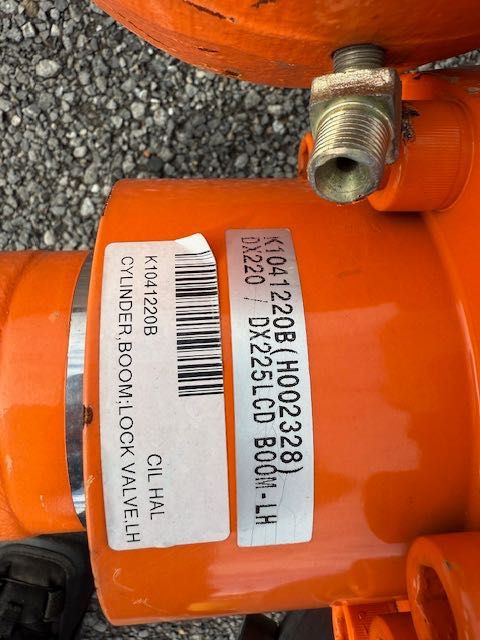 K1041220B(H002328)
DX220 / DX225LCD BOOM-LH
K1041220B
CIL HAL
CYLINDER,BOOM;LOCK VALVE,LH